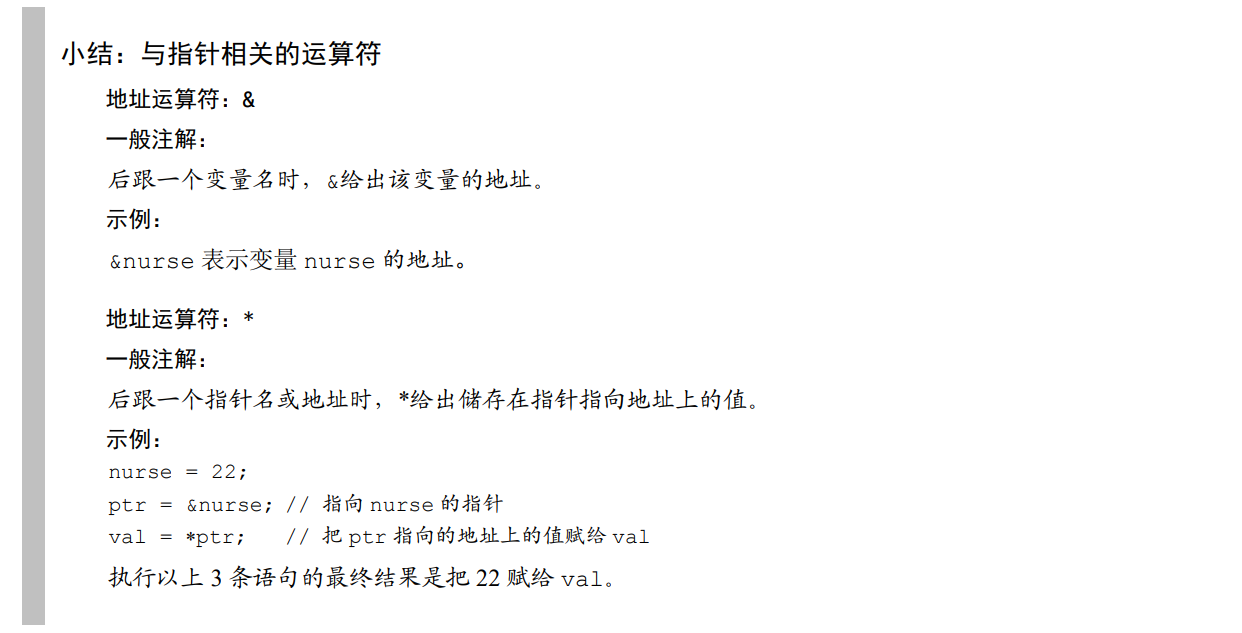 小结：与指针相关的运算符
地址运算符：&
一般注解：
后跟一个变量名时，&给出该变量的地址。
示例：
&nurse 表示变量 nurse 的地址。
地址运算符：*
一般注解：
后跟一个指针名或地址时，*给出储存在指针指向地址上的值。
示例：
nurse = 22;
ptr = &nurse; // 指向 nurse 的指针
val = *ptr;   // 把 ptr 指向的地址上的值赋给 val
执行以上 3 条语句的最终结果是把 22 赋给 val。